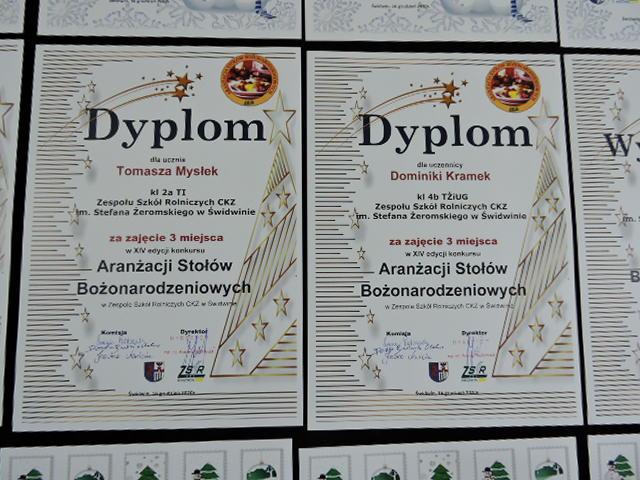 Dyplom
dla ucznia
Tomasza Mysłek
kl 2a TI
Zespołu Szkół Rolniczych CKZ
im. Stefana Żeromskiego w Świdwinie
za zajęcie 3 miejsca
w XIV edycji konkursu
Aranżacji Stołów
Bożonarodzeniowych
w Zespole Szkół Rolniczych CKZ w Świdwinie
Komisja Dyrektor
ZSR
Dyplom
dla uczennicy
Dominiki Kramek
kl 4b TŻiUG
Zespołu Szkół Rolniczych CKZ
im. Stefana Żeromskiego w Świdwinie
za zajęcie 3 miejsca
w XIV edycji konkursu
Aranżacji Stołów
Bożonarodzeniowych
w Zespole Szkół Rolniczych CKZ w Świdwinie
Komisja Dyrektor
ZSR